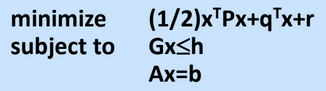 minimize (1/2)xᵀPx+qᵀx+r
subject to Gx≤h
Ax=b